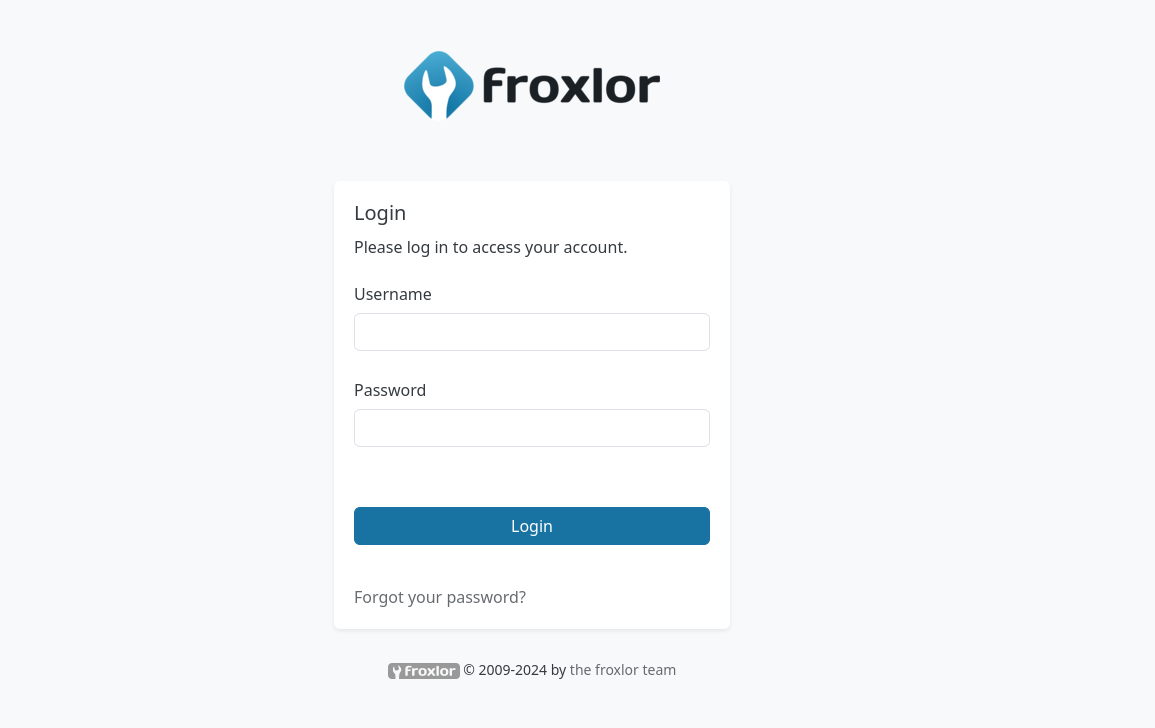 froxlor
Login
Please log in to access your account.
Username
Password
Login
Forgot your password?
froxlor © 2009-2024 by the froxlor team